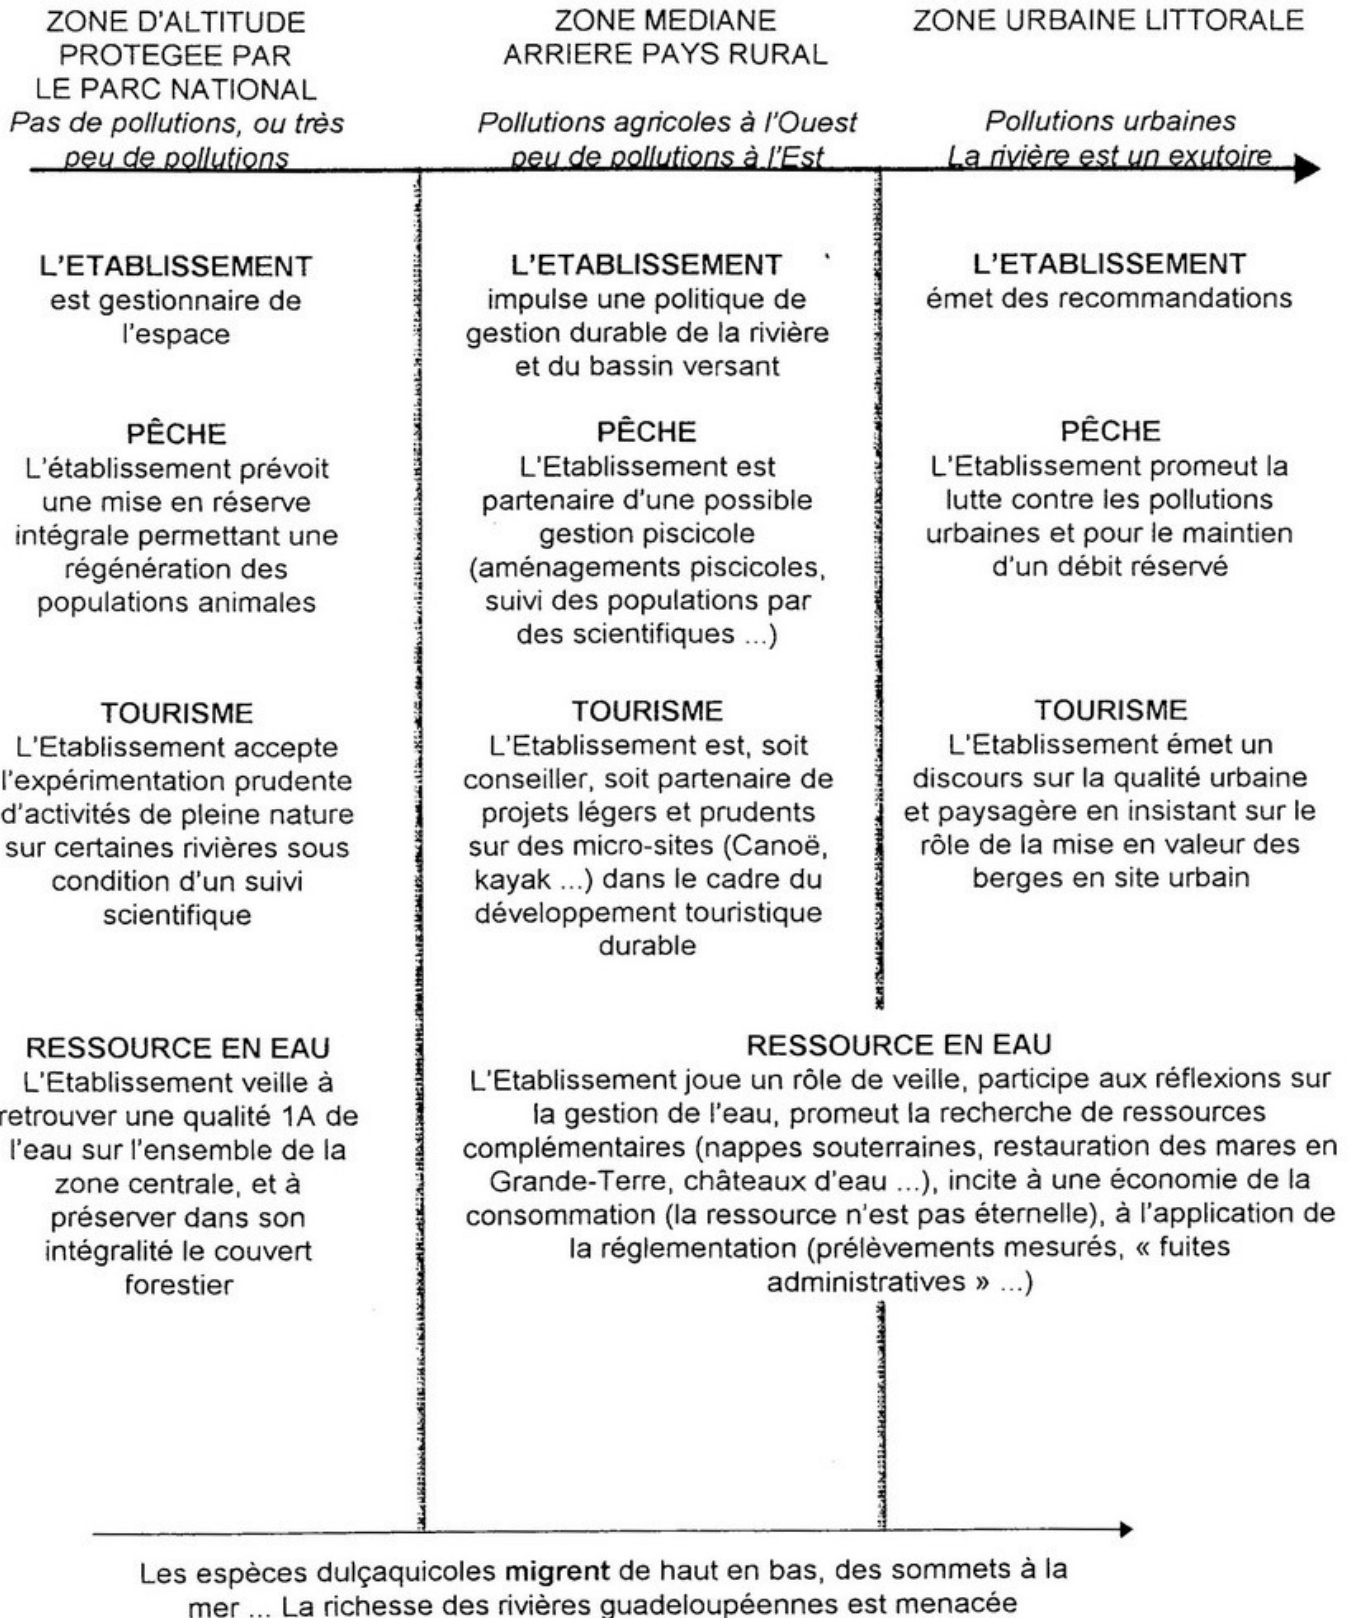 ZONE D'ALTITUDE
PROTEGEE PAR
LE PARC NATIONAL
Pas de pollutions, ou très
peu de pollutions
ZONE MEDIANE
ARRIERE PAYS RURAL
Pollutions agricoles à l'Ouest
peu de pollutions à l'Est
ZONE URBAINE LITTORALE
Pollutions urbaines
La rivière est un exutoire
L'ETABLISSEMENT
est gestionnaire de
l'espace
L'ETABLISSEMENT
impulse une politique de
gestion durable de la rivière
et du bassin versant
L'ETABLISSEMENT
émet des recommandations
PÊCHE
L'établissement prévoit
une mise en réserve
intégrale permettant une
régénération des
populations animales
PÊCHE
L'Etablissement est
partenaire d'une possible
gestion piscicole
(aménagements piscicoles,
suivi des populations par
des scientifiques ...)
PÊCHE
L'Etablissement promeut la
lutte contre les pollutions
urbaines et pour le maintien
d'un débit réservé
TOURISME
L'Etablissement accepte
l'expérimentation prudente
d'activités de pleine nature
sur certaines rivières sous
condition d'un suivi
scientifique
TOURISME
L'Etablissement est, soit
conseiller, soit partenaire de
projets légers et prudents
sur des micro-sites (Canoë,
kayak ...) dans le cadre du
développement touristique
durable
TOURISME
L'Etablissement émet un
discours sur la qualité urbaine
et paysagère en insistant sur le
rôle de la mise en valeur des
berges en site urbain
RESSOURCE EN EAU
L'Etablissement veille à
retrouver une qualité 1A de
l'eau sur l'ensemble de la
zone centrale, et à
préserver dans son
intégralité le couvert
forestier
RESSOURCE EN EAU
L'Etablissement joue un rôle de veille, participe aux réflexions sur
la gestion de l'eau, promeut la recherche de ressources
complémentaires (nappes souterraines, restauration des mares en
Grande-Terre, châteaux d'eau ...), incite à une économie de la
consommation (la ressource n'est pas éternelle), à l'application de
la réglementation (prélèvements mesurés, « fuites
administratives » ...)
Les espèces dulçaquicoles migrent de haut en bas, des sommets à la
mer ... La richesse des rivières guadeloupéennes est menacée